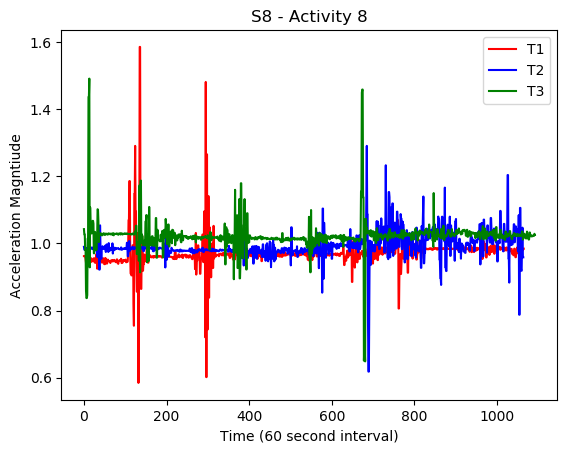 S8 - Activity 8
Acceleration Magntiude
1.6
1.4
1.2
1.0
0.8
0.6
T1
T2
T3
0 200 400 600 800 1000
Time (60 second interval)